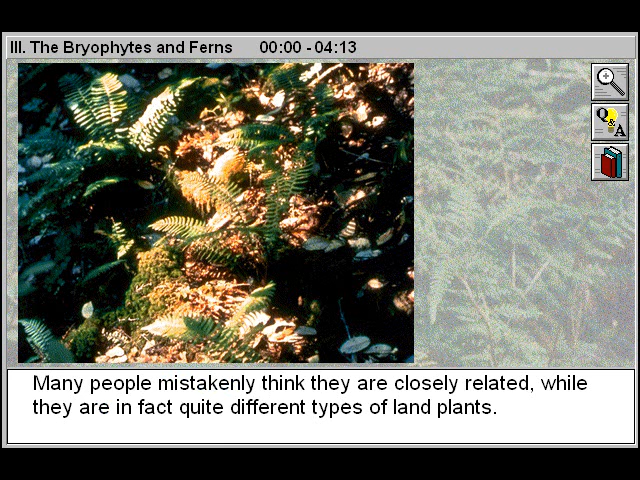 III. The Bryophytes and Ferns 00:00 - 04:13
Q
&
A
Many people mistakenly think they are closely related, while
they are in fact quite different types of land plants.